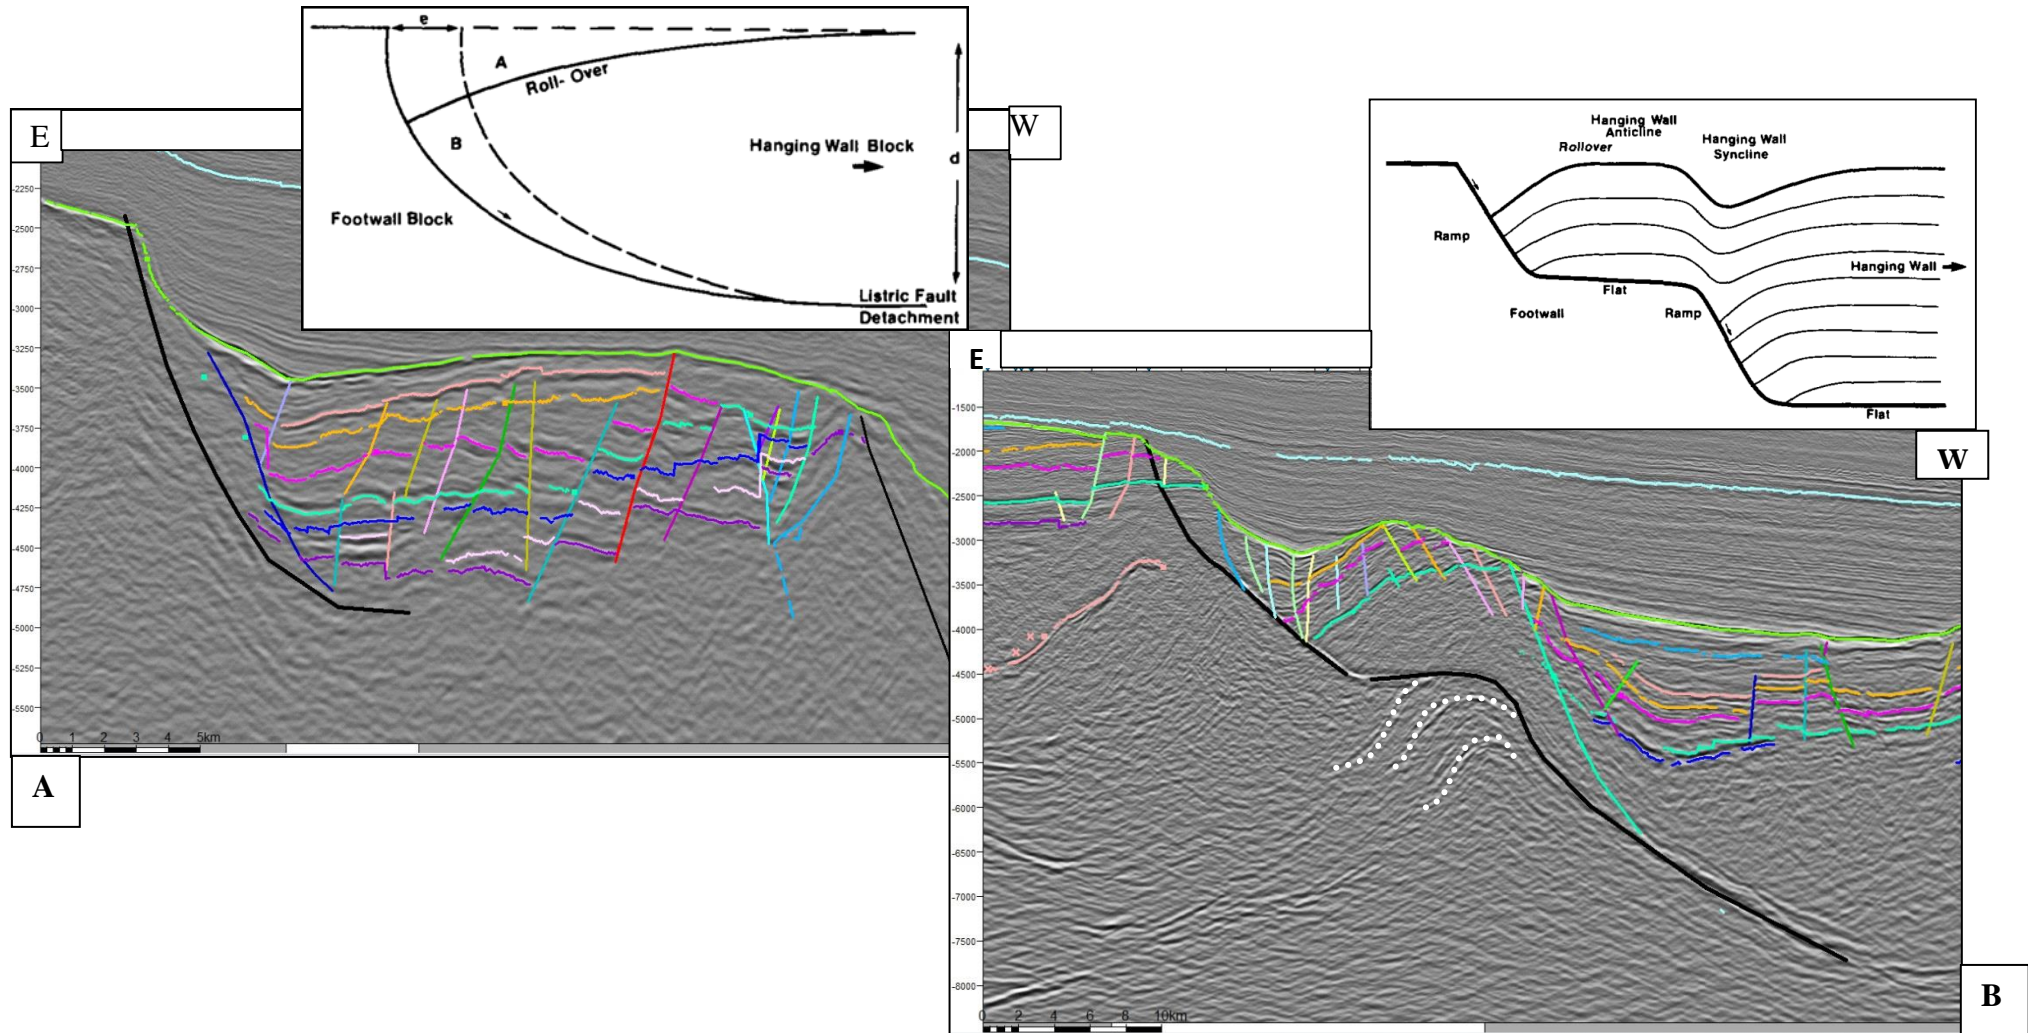 e
A
Roll-Over
B
Hanging Wall Block
d
Footwall Block
Listric Fault
Detachment
E
W
-2250
-2500
-2750
-3000
-3250
-3500
-3750
-4000
-4250
-4500
-4750
-5000
-5250
-5500
0 1 2 3 4 5km
A
Hanging Wall
Anticline
Rollover
Hanging Wall
Syncline
Ramp
Hanging Wall
Flat
Footwall
Ramp
Flat
E
W
-1500
-2000
-2500
-3000
-3500
-4000
-4500
-5000
-5500
-6000
-6500
-7000
-7500
-8000
0 2 4 6 8 10km
B